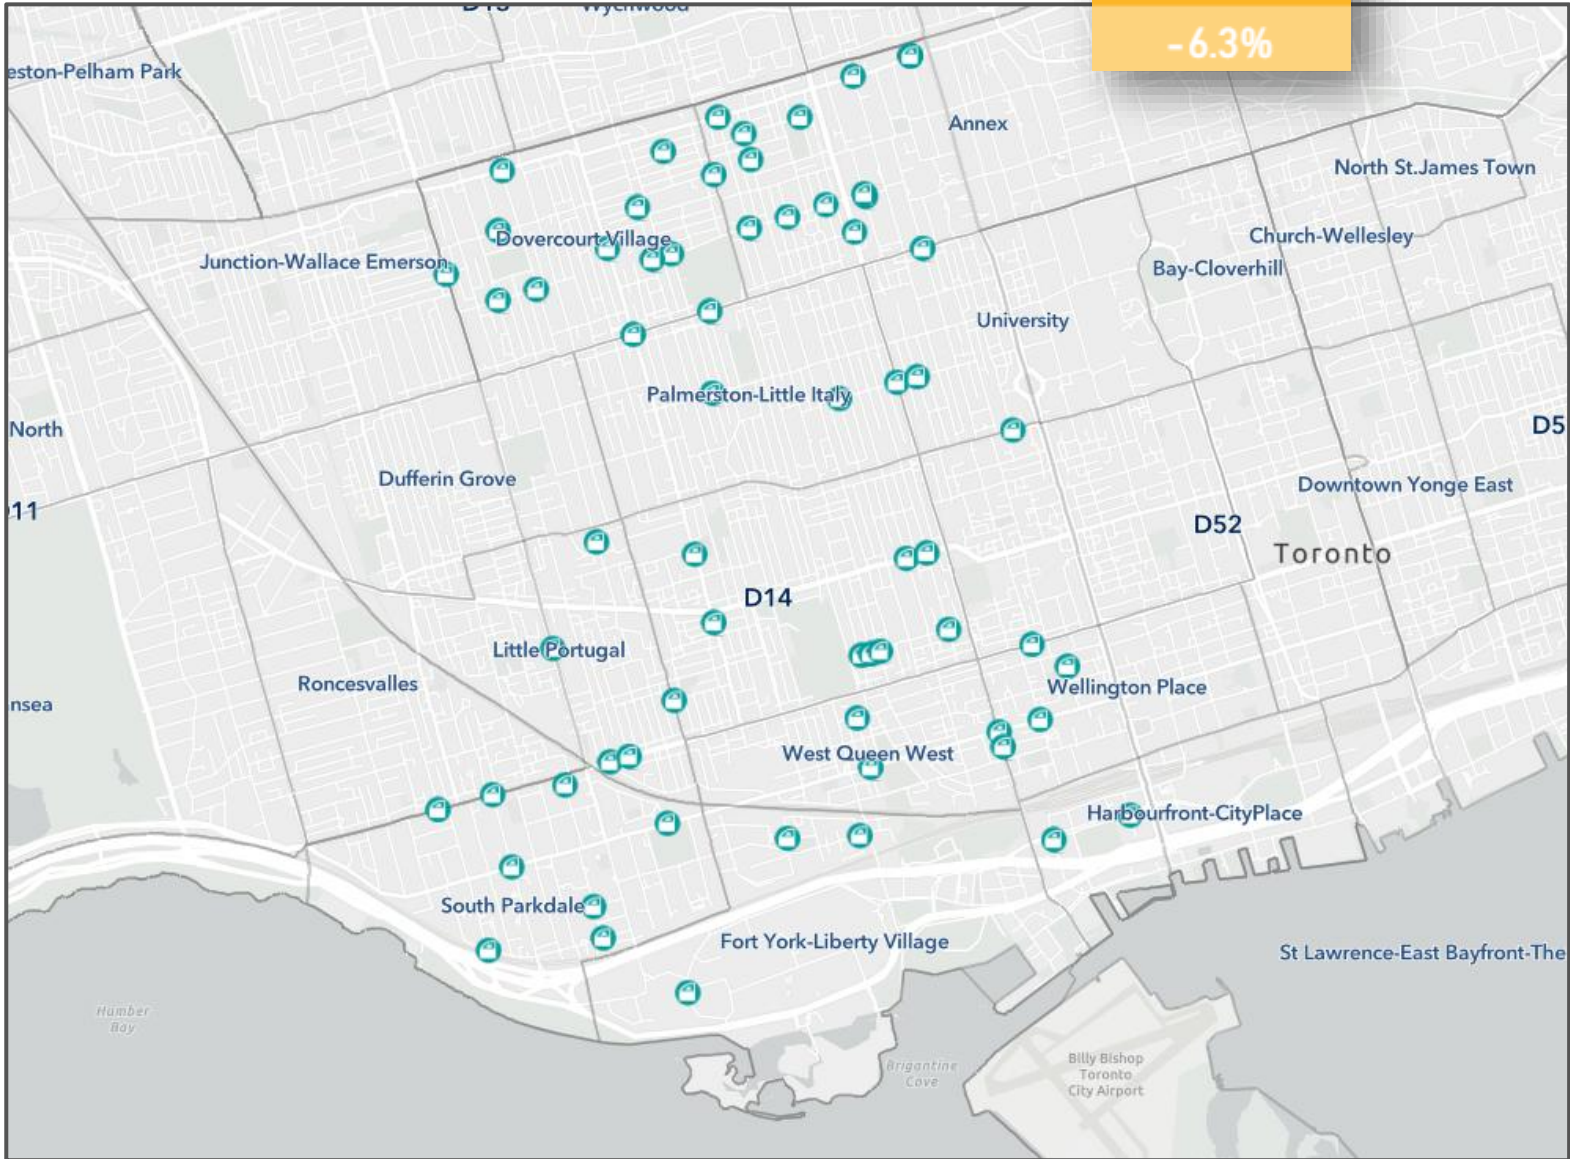 D13
Wychwood
-6.3%
eston-Pelham Park
Annex
North St.James Town
Dovercourt Village
Church-Wellesley
Junction-Wallace Emerson
Bay-Cloverhill
University
Palmerston-Little Italy
North
D5
Dufferin Grove
Downtown Yonge East
11
D52
Toronto
D14
Little Portugal
Roncesvalles
Wellington Place
nsea
West Queen West
Harbourfront-CityPlace
South Parkdale
Fort York-Liberty Village
St Lawrence-East Bayfront-The
Humber
Bay
Brigantine
Cove
Billy Bishop
Toronto
City Airport